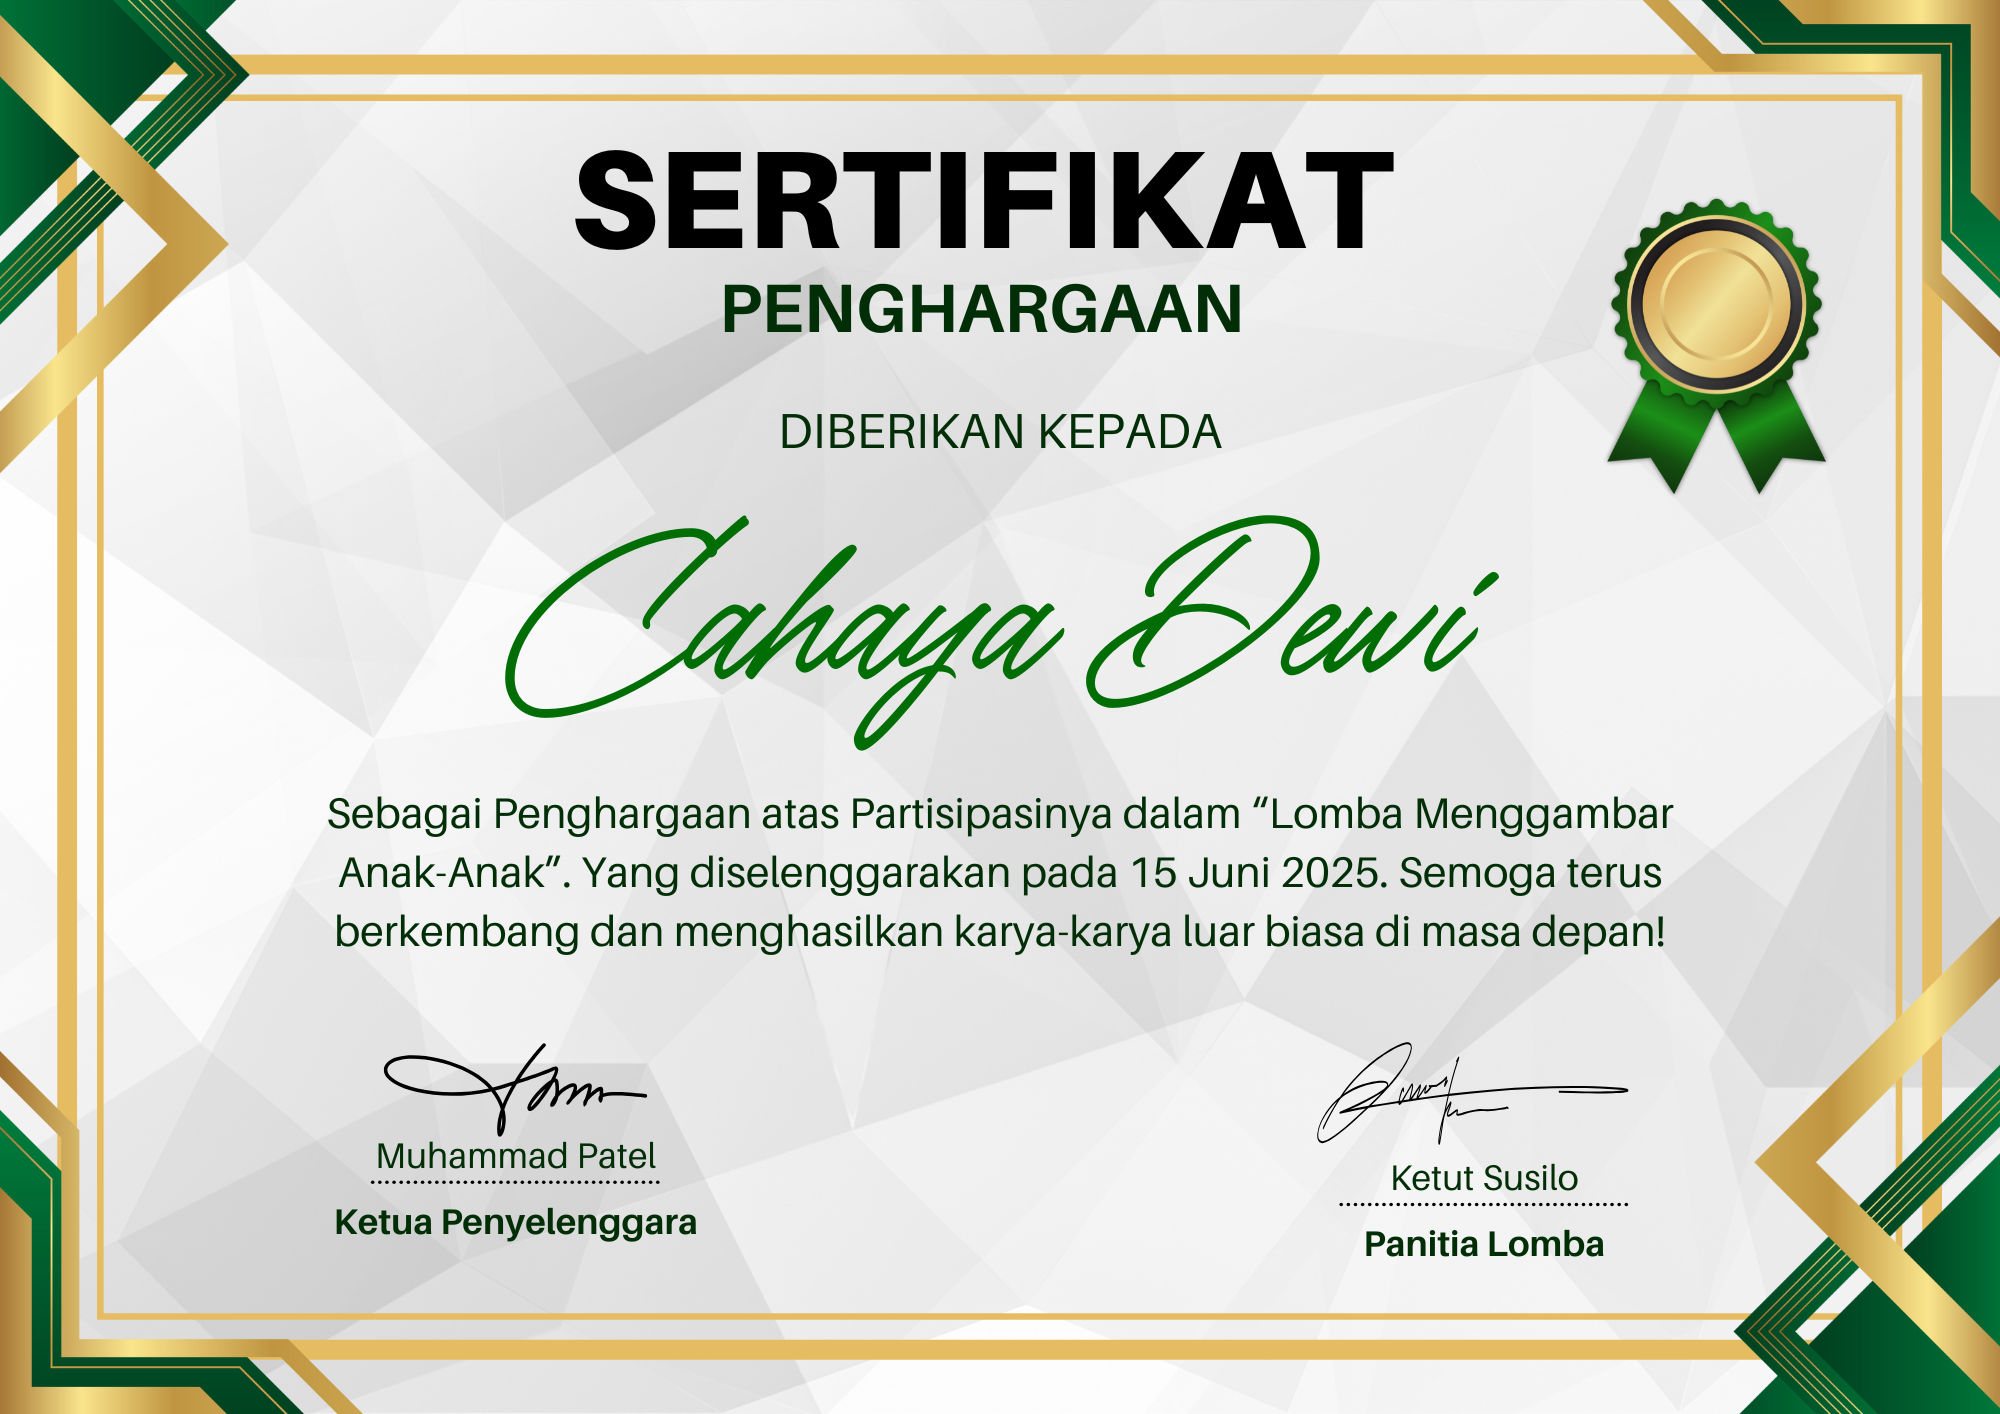 SERTIFIKAT
PENGHARGAAN
DIBERIKAN KEPADA
Cahaya Dewi
Sebagai Penghargaan atas Partisipasinya dalam “Lomba Menggambar
Anak-Anak”. Yang diselenggarakan pada 15 Juni 2025. Semoga terus
berkembang dan menghasilkan karya-karya luar biasa di masa depan!
Muhammad Patel
Ketua Penyelenggara
Ketut Susilo
Panitia Lomba